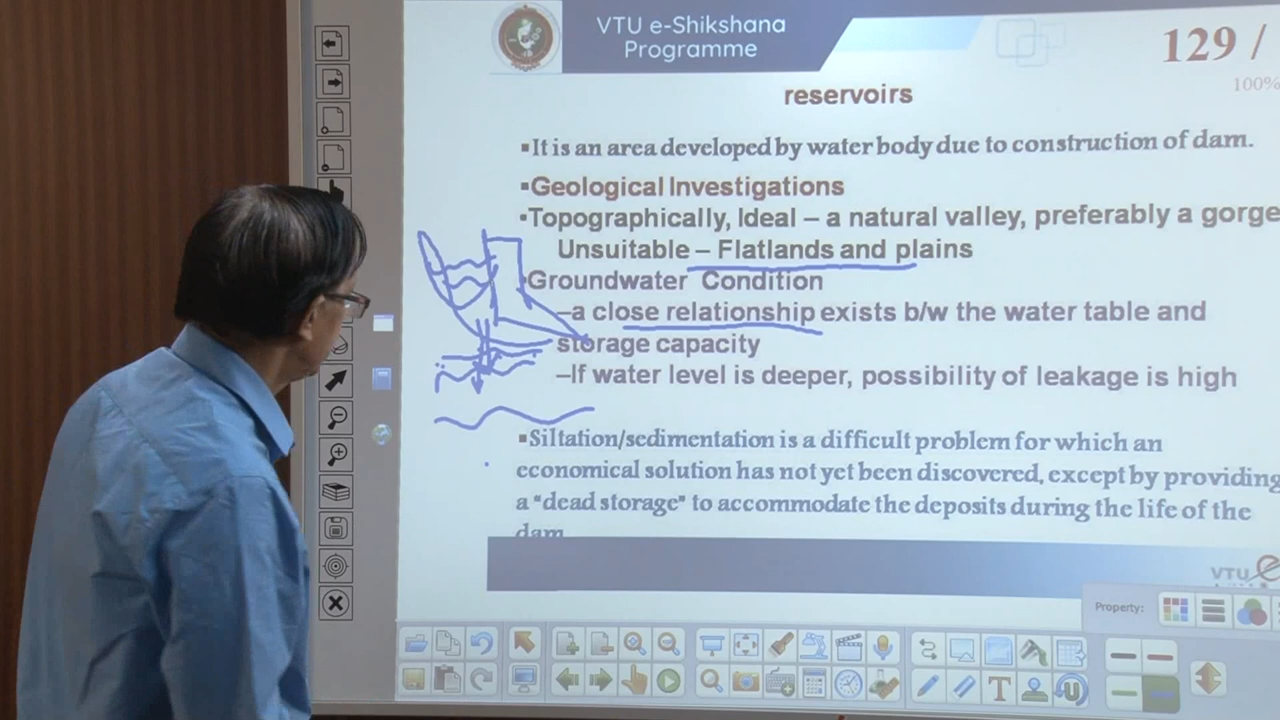 VTU e-Shikshana
Programme
129 /
100%
reservoirs
▪It is an area developed by water body due to construction of dam.
▪Geological Investigations
▪Topographically, Ideal – a natural valley, preferably a gorge
Unsuitable – Flatlands and plains
Groundwater Condition
–a close relationship exists b/w the water table and
storage capacity
–If water level is deeper, possibility of leakage is high
▪Siltation/sedimentation is a difficult problem for which an
economical solution has not yet been discovered, except by providing
a "dead storage" to accommodate the deposits during the life of the
dam
VTU e
Property: